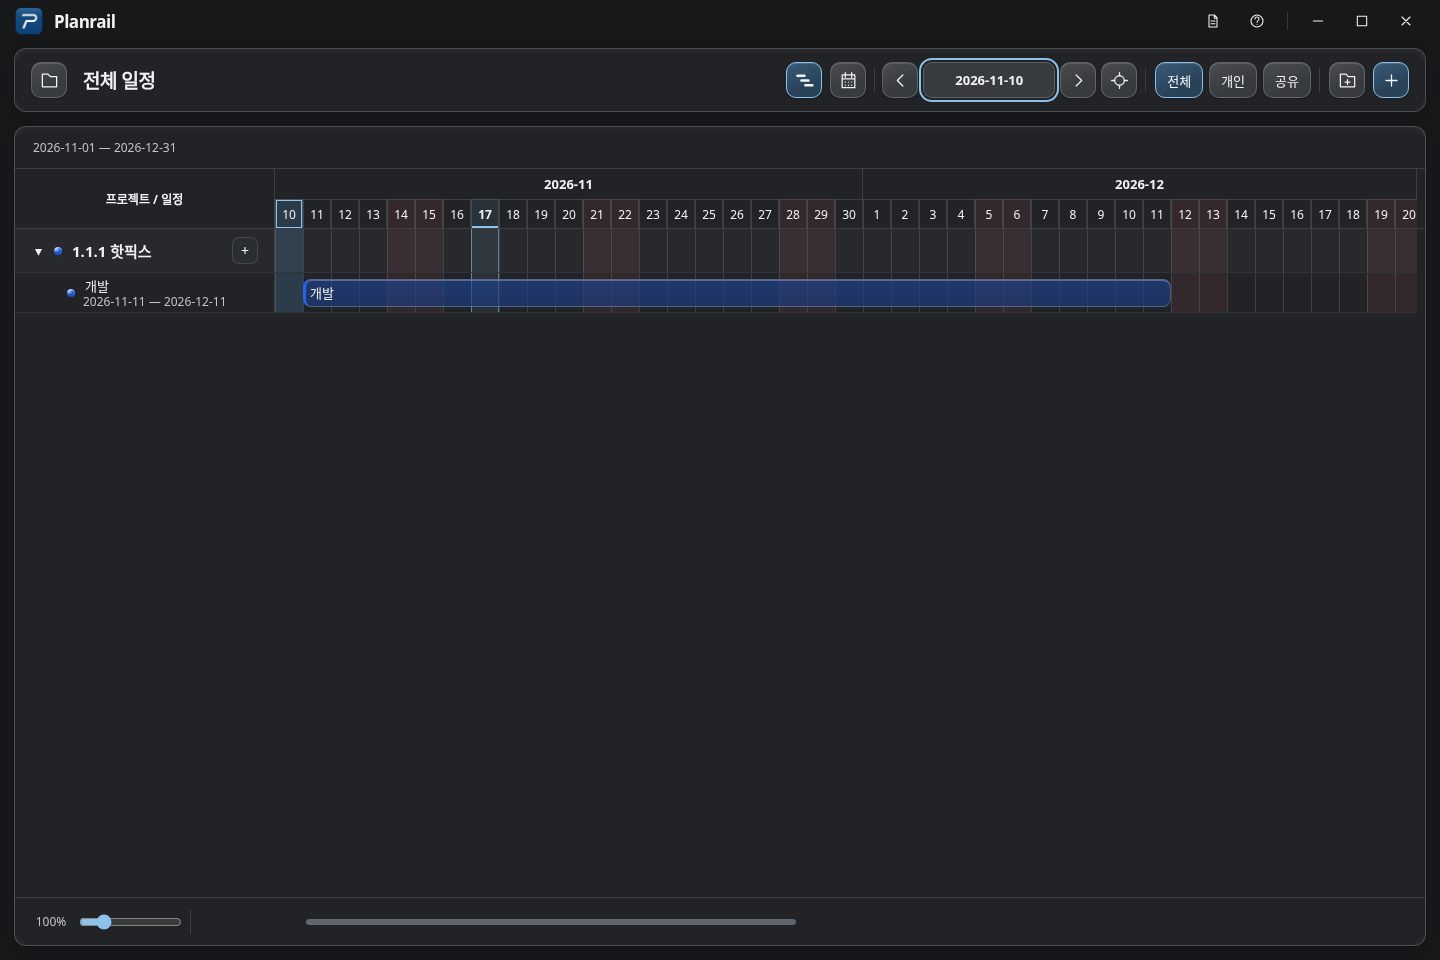 Planrail
전체 일정
2026-11-10
전체
개인
공유
2026-11-01 — 2026-12-31
프로젝트 / 일정
2026-11
2026-12
10 11 12 13 14 15 16 17 18 19 20 21 22 23 24 25 26 27 28 29 30 1 2 3 4 5 6 7 8 9 10 11 12 13 14 15 16 17 18 19 20
1.1.1 핫픽스
+
개발
2026-11-11 — 2026-12-11
개발
100%